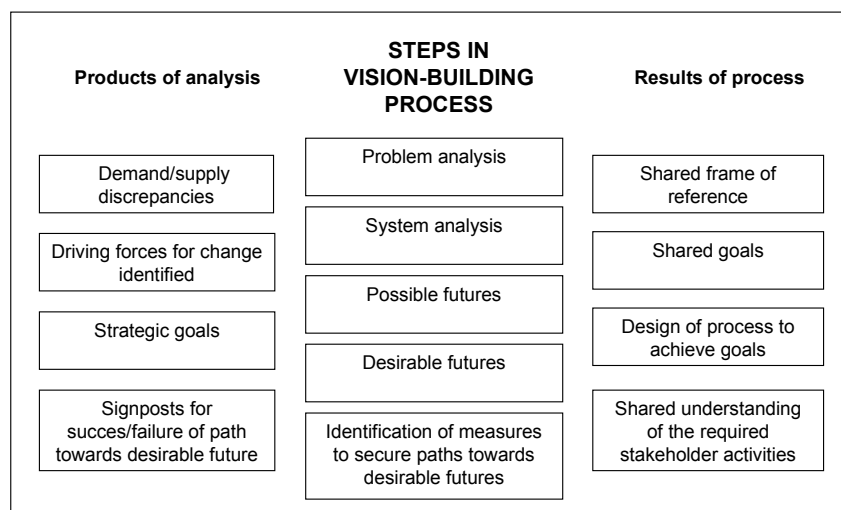 Products of analysis
Demand/supply
discrepancies
Driving forces for change
identified
Strategic goals
Signposts for
succes/failure of path
towards desirable future
STEPS IN
VISION-BUILDING
PROCESS
Problem analysis
System analysis
Possible futures
Desirable futures
Identification of measures
to secure paths towards
desirable futures
Results of process
Shared frame of
reference
Shared goals
Design of process to
achieve goals
Shared understanding
of the required
stakeholder activities